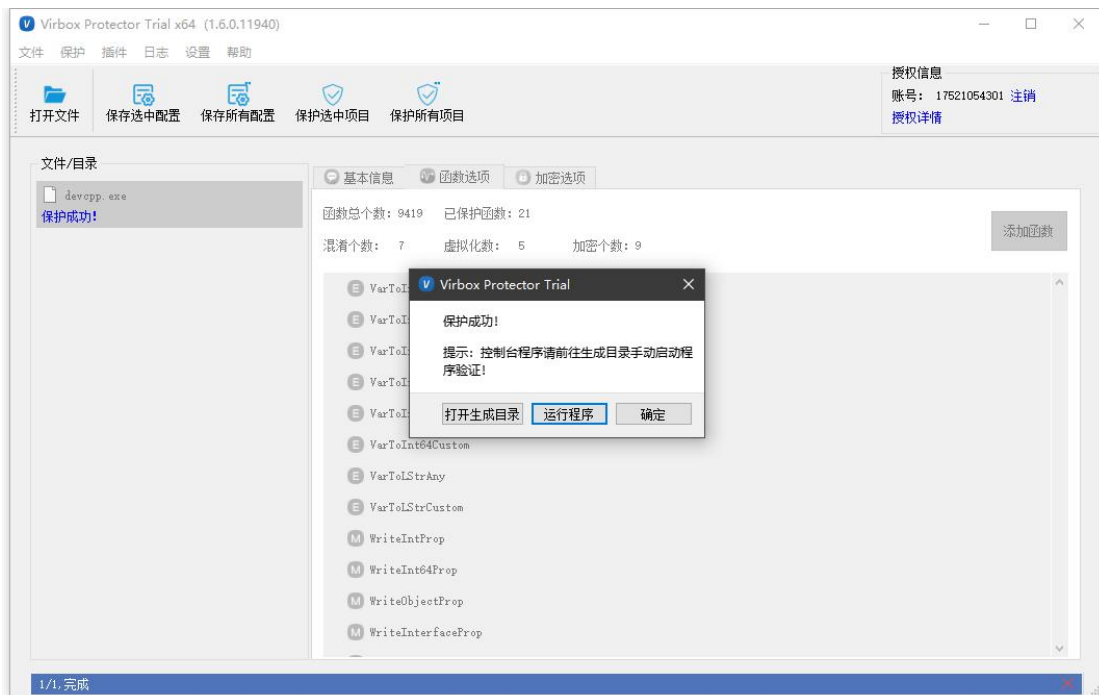 Virbox Protector Trial x64 (1.6.0.11940)
文件 保护 插件 日志 设置 帮助
打开文件 保存选中配置 保存所有配置 保护选中项目 保护所有项目
授权信息
账号: 17521054301 注销
授权详情
文件/目录
devcpp.exe
保护成功!
基本信息 函数选项 加密选项
函数总个数: 9419 已保护函数: 21
混淆个数: 7 虚拟化数: 5 加密个数: 9
添加函数
Virbox Protector Trial
保护成功!
提示: 控制台程序请前往生成目录手动启动程
序验证!
打开生成目录 运行程序 确定
E VarToInt64Custom
E VarToLStrAny
E VarToLStrCustom
M WriteIntProp
M WriteInt64Prop
M WriteObjectProp
M WriteInterfaceProp
1/1, 完成